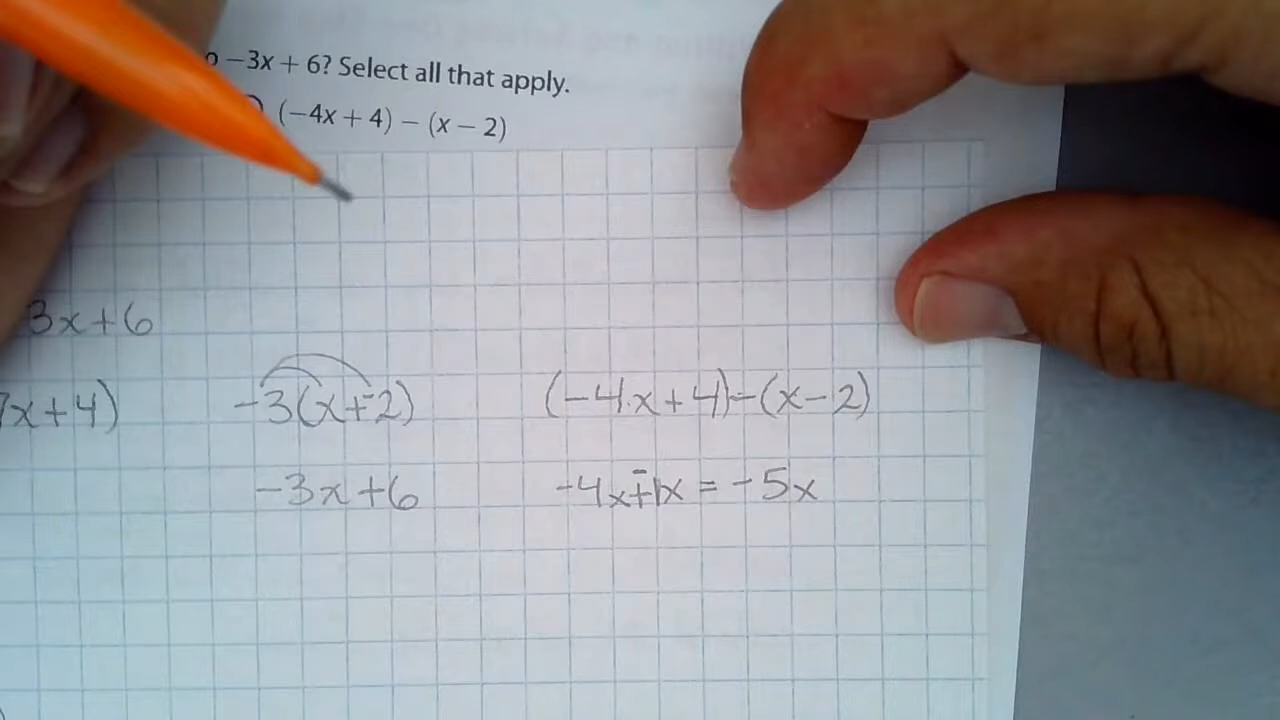 −3x + 6? Select all that apply.
(−4x + 4) − (x − 2)
3x+6
x+4)
-3(x+-2)
(-4x+4)-(x-2)
-3x+6
-4x+-1x = -5x